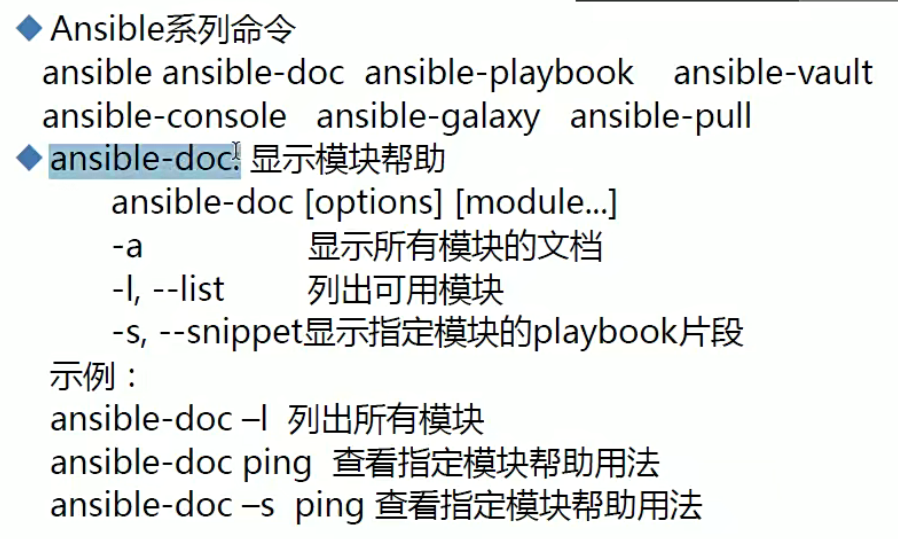 Ansible系列命令
ansible ansible-doc ansible-playbook ansible-vault
ansible-console ansible-galaxy ansible-pull
ansible-doc: 显示模块帮助
ansible-doc [options] [module...]
-a 显示所有模块的文档
-l, --list 列出可用模块
-s, --snippet显示指定模块的playbook片段
示例：
ansible-doc –l 列出所有模块
ansible-doc ping 查看指定模块帮助用法
ansible-doc –s ping 查看指定模块帮助用法